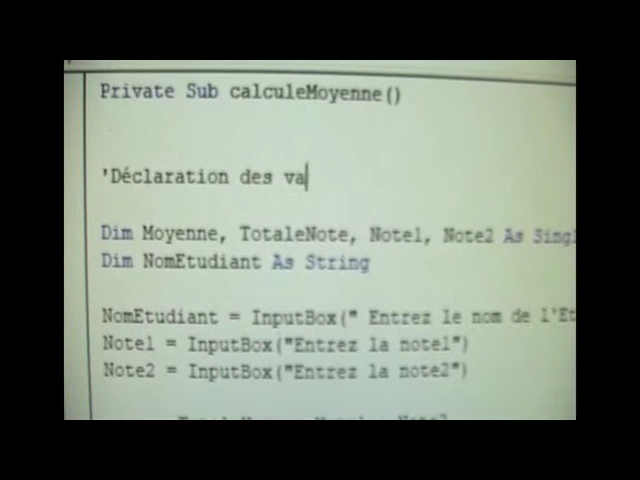 Private Sub calculeMoyenne()
'Déclaration des va
Dim Moyenne, TotaleNote, Note1, Note2 As Singl
Dim NomEtudiant As String
NomEtudiant = InputBox(" Entrez le nom de l'Et
Note1 = InputBox("Entrez la note1")
Note2 = InputBox("Entrez la note2")